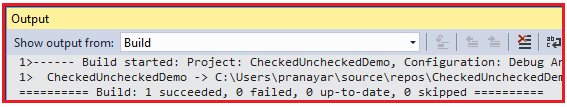 Output
Show output from: Build
1>------ Build started: Project: CheckedUncheckedDemo, Configuration: Debug
1>  CheckedUncheckedDemo -> C:\Users\pranayar\source\repos\CheckedUncheckedDem
========== Build: 1 succeeded, 0 failed, 0 up-to-date, 0 skipped ==========